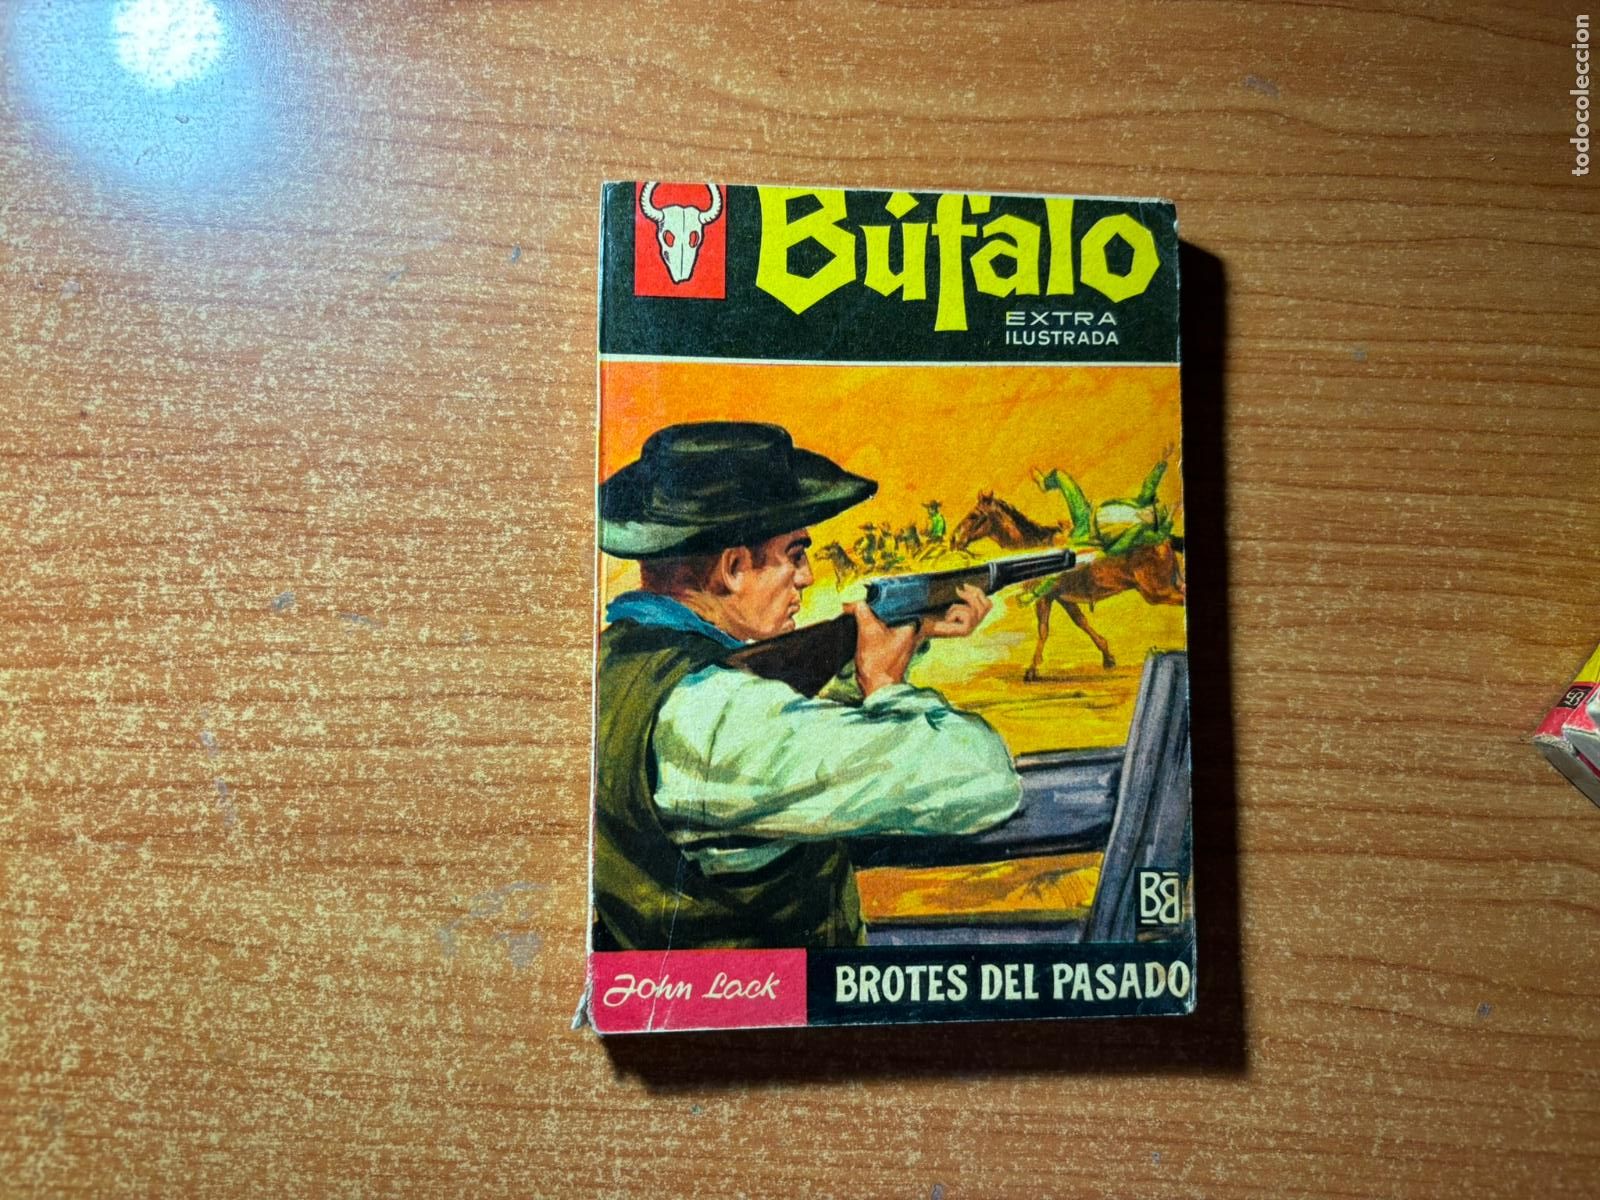 Búfalo
EXTRA
ILUSTRADA
BB
John Lack
BROTES DEL PASADO
todocoleccion